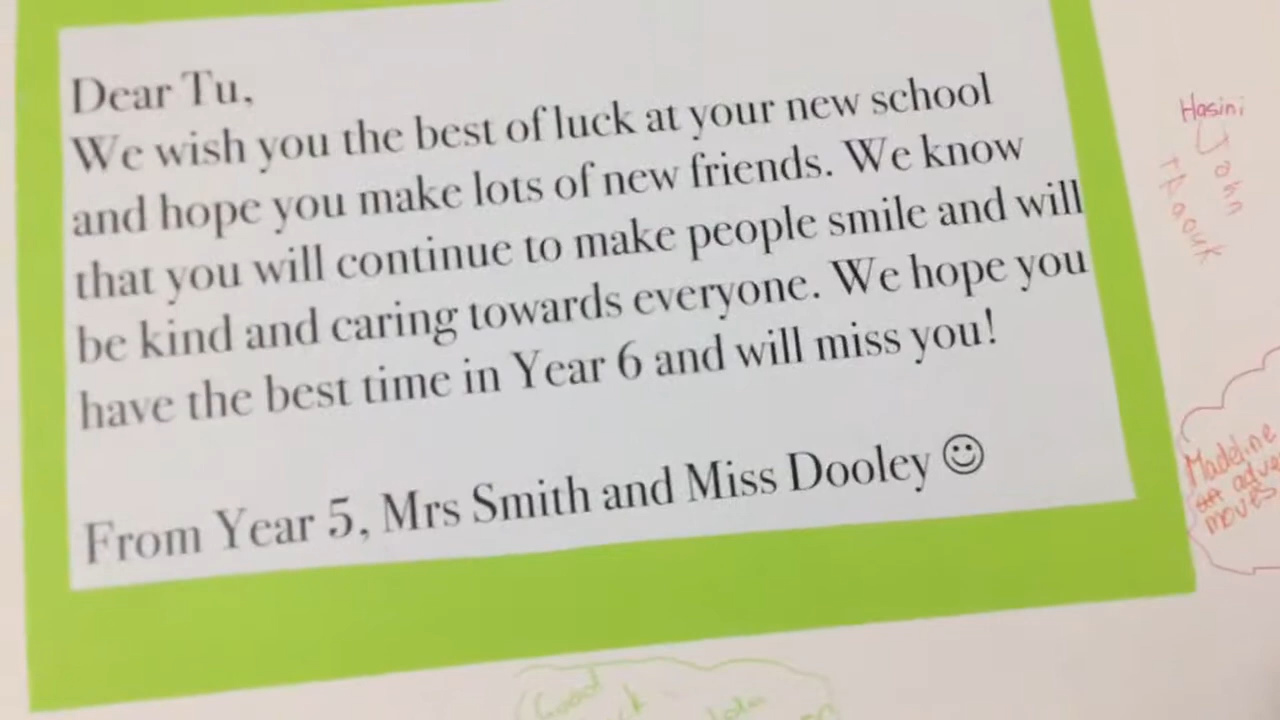 Dear Tu,
We wish you the best of luck at your new school
and hope you make lots of new friends. We know
that you will continue to make people smile and will
be kind and caring towards everyone. We hope you
have the best time in Year 6 and will miss you!
From Year 5, Mrs Smith and Miss Dooley ☺
Hasini
John
Madeline
moves
Good